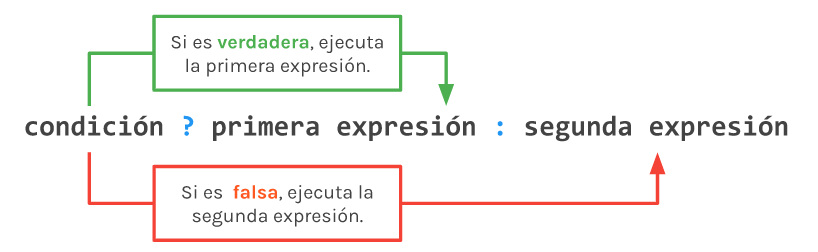 Si es verdadera, ejecuta
la primera expresión.
condición ? primera expresión : segunda expresión
Si es falsa, ejecuta la
segunda expresión.